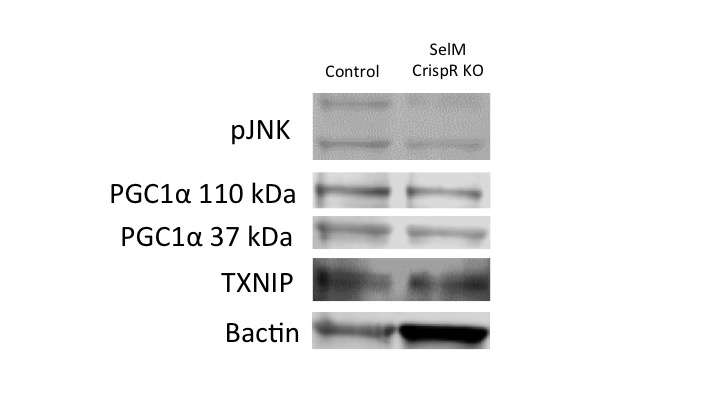 Control
SelM
CrispR KO
pJNK
PGC1α 110 kDa
PGC1α 37 kDa
TXNIP
Bactin